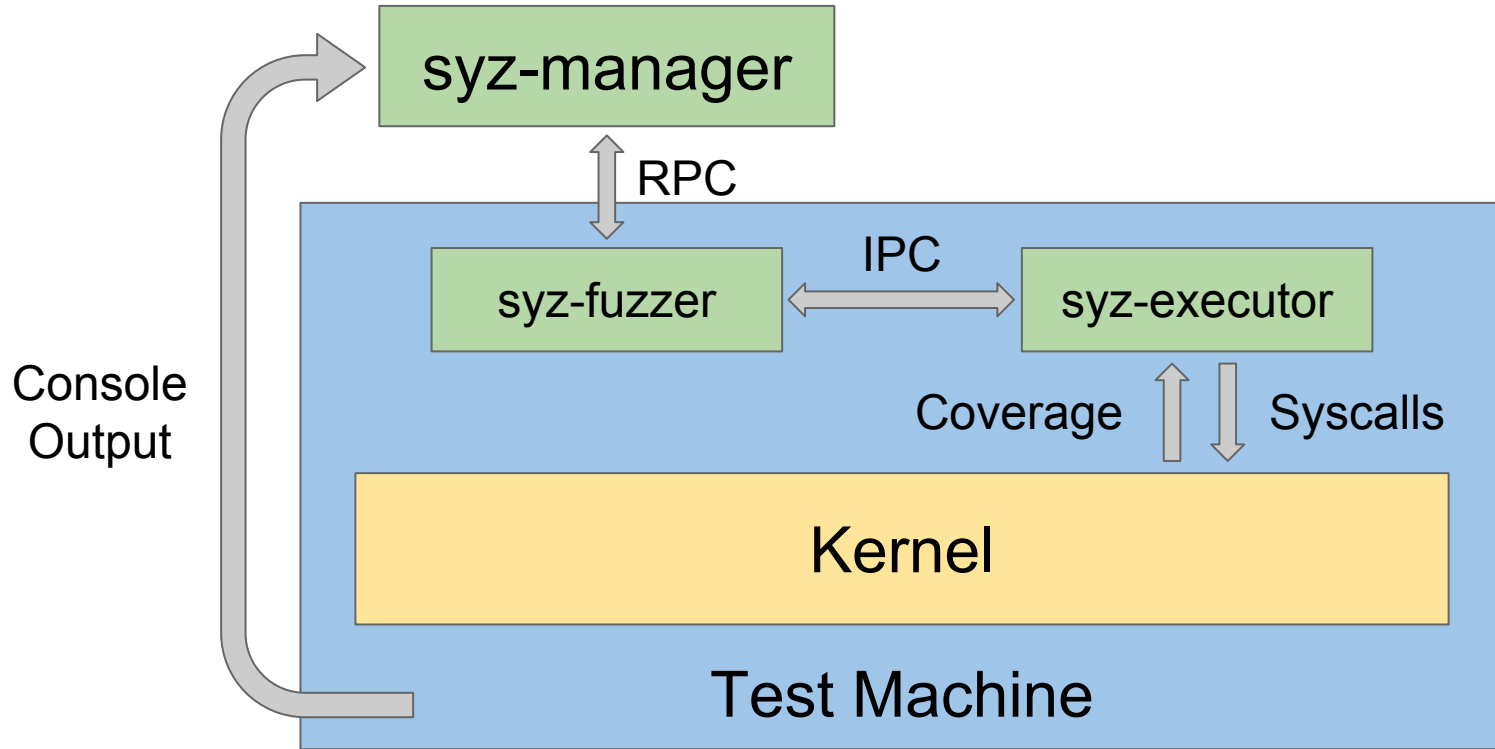 syz-manager
RPC
IPC
syz-fuzzer
syz-executor
Console
Output
Coverage
Syscalls
Kernel
Test Machine